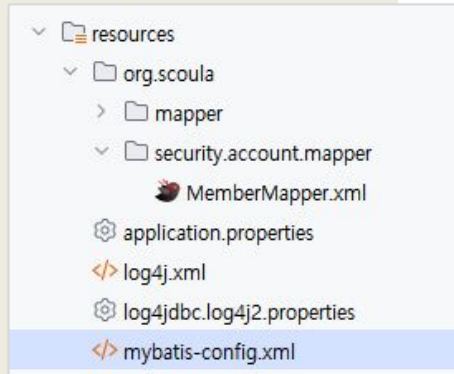 resources
org.scoula
mapper
security.account.mapper
MemberMapper.xml
application.properties
log4j.xml
log4jdbc.log4j2.properties
mybatis-config.xml